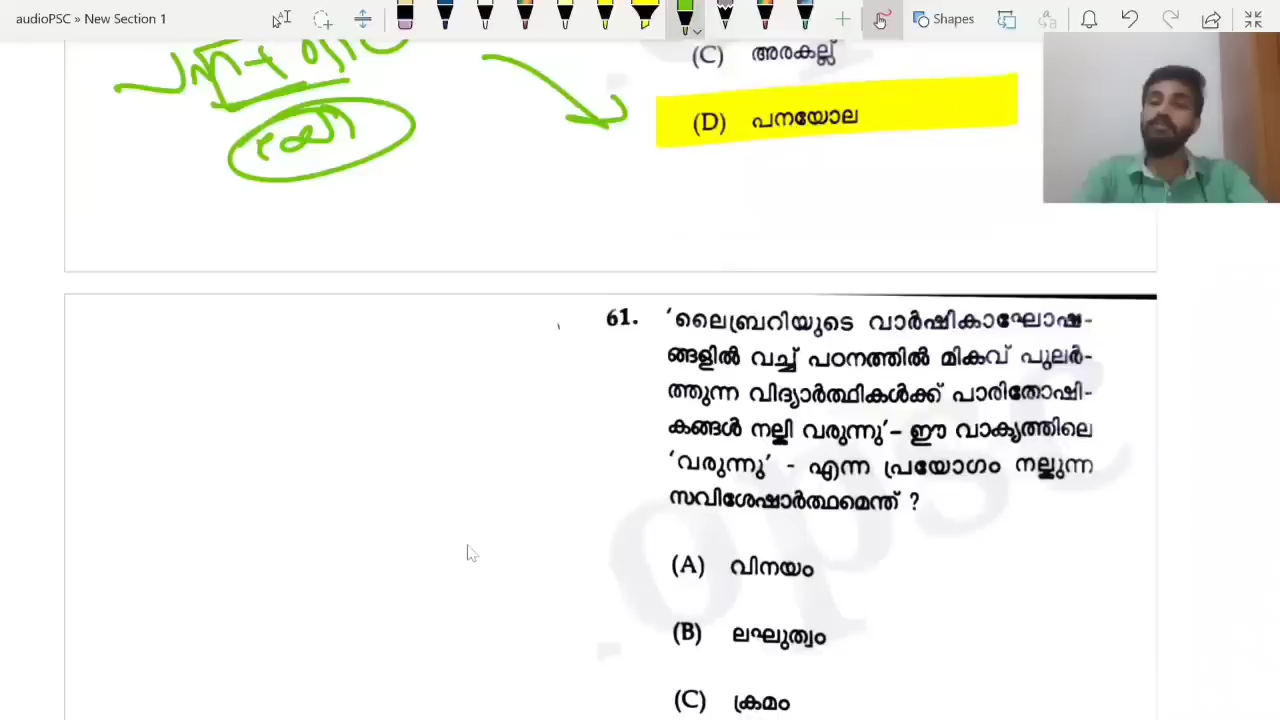 audioPSC » New Section 1
Shapes
(C) അരകല്ല്
(D) പനയോല
61. 'ലൈബ്രറിയുടെ വാർഷികാഘോഷ-
ങ്ങളിൽ വച്ച് പഠനത്തിൽ മികവ് പുലർ-
ത്തുന്ന വിദ്യാർത്ഥികൾക്ക് പാരിതോഷി-
കങ്ങൾ നല്കി വരുന്നു' – ഈ വാക്യത്തിലെ
'വരുന്നു' - എന്ന പ്രയോഗം നല്കുന്ന
സവിശേഷാർത്ഥമെന്ത് ?
(A) വിനയം
(B) ലഘുത്വം
(C) ക്രമം